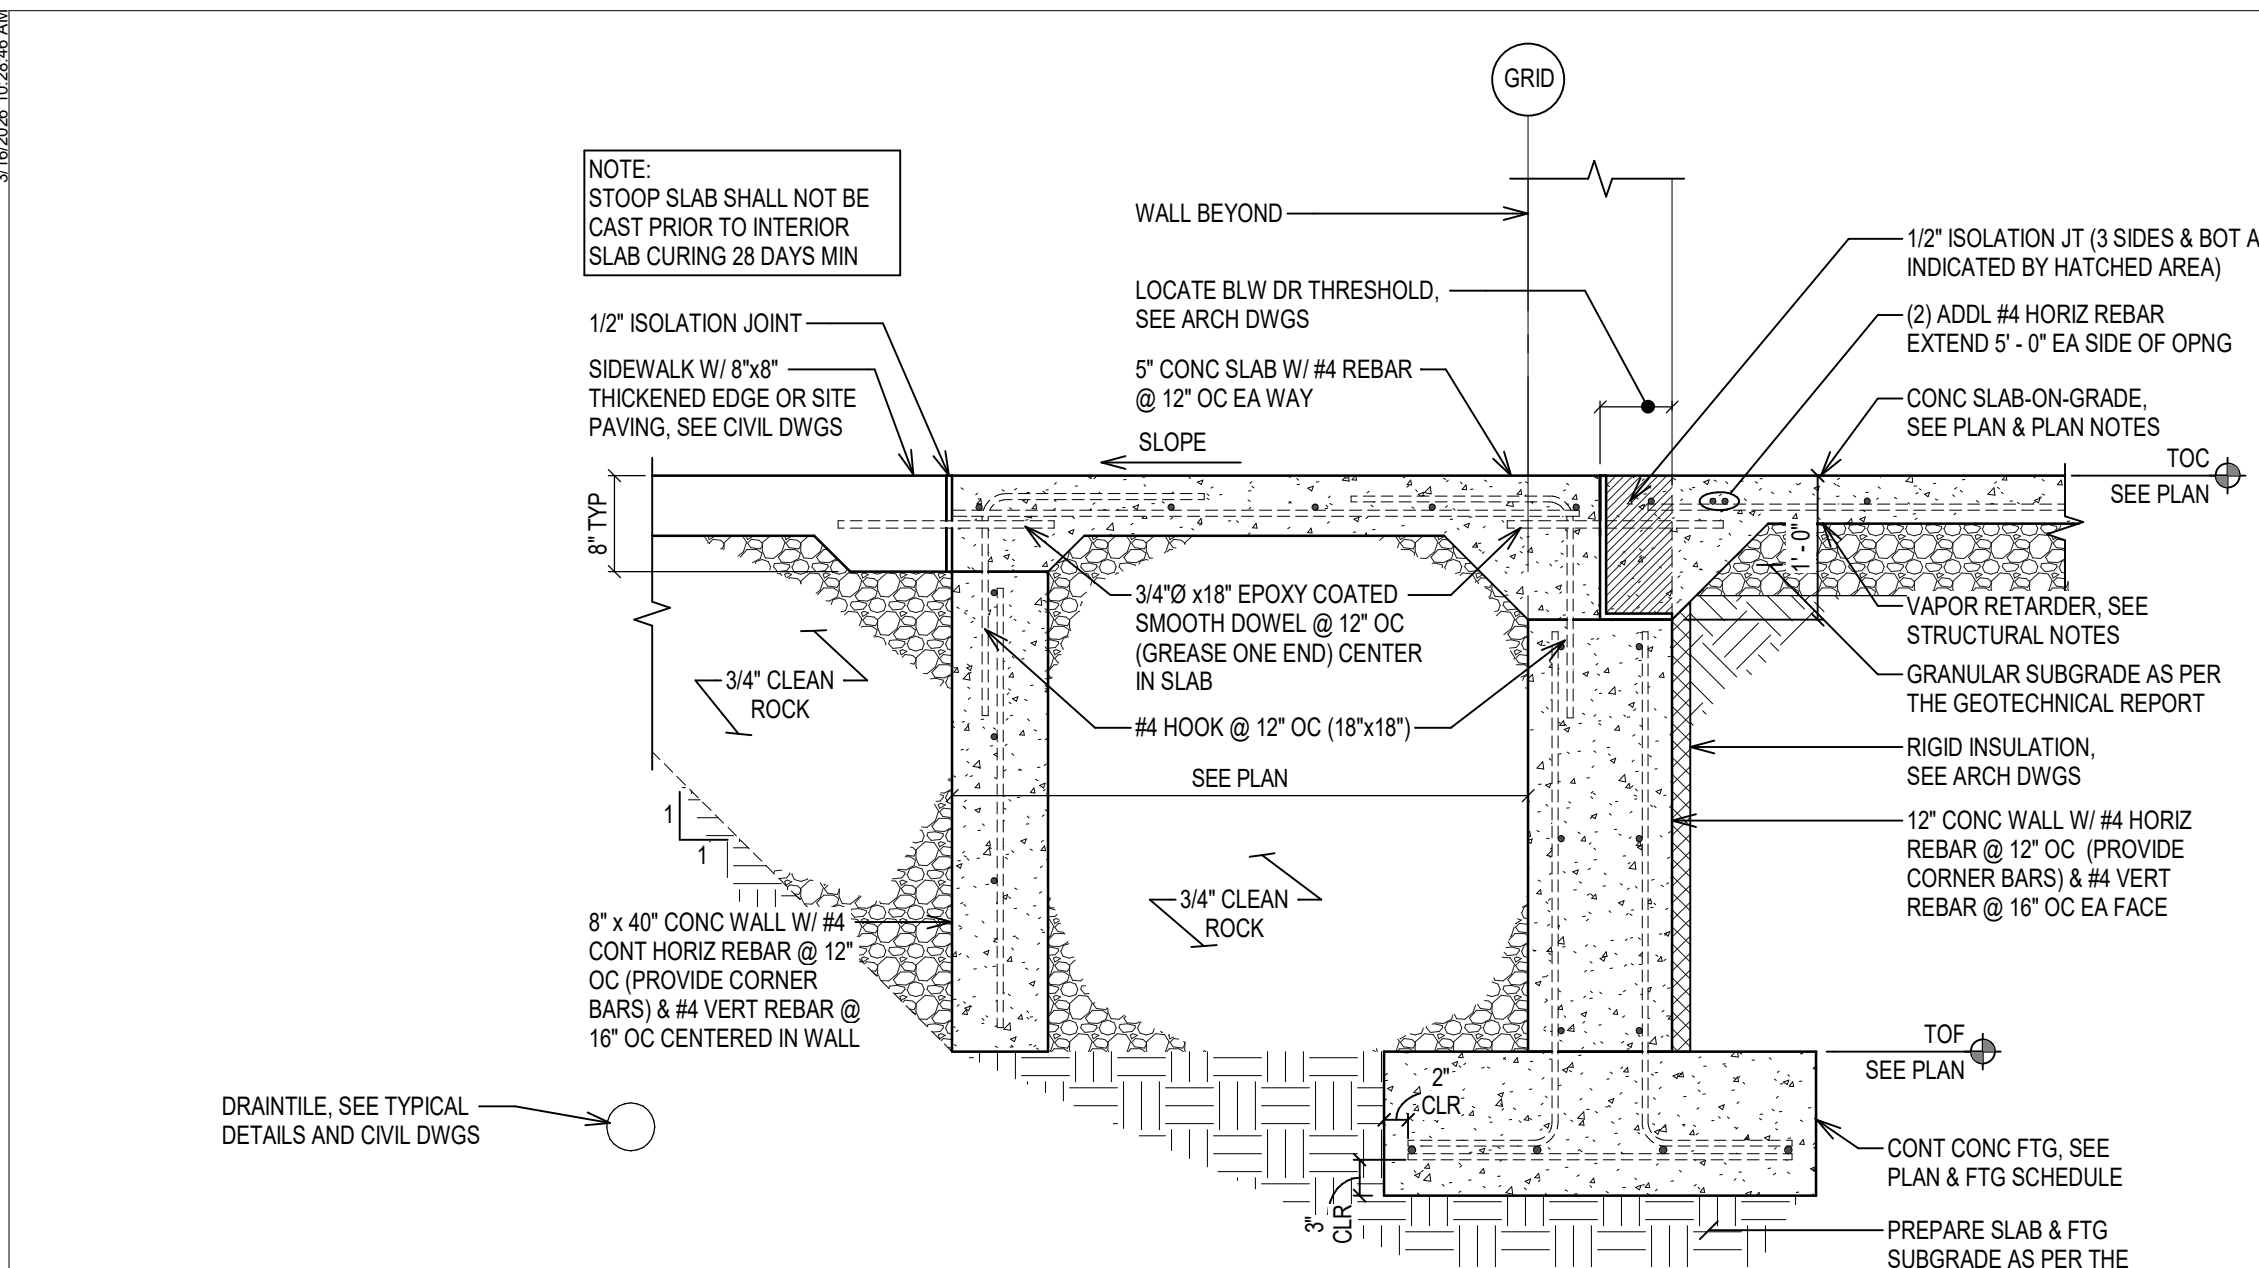 3/16/2026 10:28:46 AM
GRID
NOTE:
STOOP SLAB SHALL NOT BE
CAST PRIOR TO INTERIOR
SLAB CURING 28 DAYS MIN
1/2" ISOLATION JOINT
SIDEWALK W/ 8"x8"
THICKENED EDGE OR SITE
PAVING, SEE CIVIL DWGS
8" TYP
WALL BEYOND
LOCATE BLW DR THRESHOLD,
SEE ARCH DWGS
5" CONC SLAB W/ #4 REBAR
@ 12" OC EA WAY
SLOPE
1/2" ISOLATION JT (3 SIDES & BOT A
INDICATED BY HATCHED AREA)
(2) ADDL #4 HORIZ REBAR
EXTEND 5' - 0" EA SIDE OF OPNG
CONC SLAB-ON-GRADE,
SEE PLAN & PLAN NOTES
TOC
SEE PLAN
1' - 0"
3/4"Ø x18" EPOXY COATED
SMOOTH DOWEL @ 12" OC
(GREASE ONE END) CENTER
IN SLAB
#4 HOOK @ 12" OC (18"x18")
SEE PLAN
3/4" CLEAN
ROCK
3/4" CLEAN
ROCK
VAPOR RETARDER, SEE
STRUCTURAL NOTES
GRANULAR SUBGRADE AS PER
THE GEOTECHNICAL REPORT
RIGID INSULATION,
SEE ARCH DWGS
12" CONC WALL W/ #4 HORIZ
REBAR @ 12" OC (PROVIDE
CORNER BARS) & #4 VERT
REBAR @ 16" OC EA FACE
1
1
8" x 40" CONC WALL W/ #4
CONT HORIZ REBAR @ 12"
OC (PROVIDE CORNER
BARS) & #4 VERT REBAR @
16" OC CENTERED IN WALL
TOF
SEE PLAN
2"
CLR
3"
CLR
DRAINTILE, SEE TYPICAL
DETAILS AND CIVIL DWGS
CONT CONC FTG, SEE
PLAN & FTG SCHEDULE
PREPARE SLAB & FTG
SUBGRADE AS PER THE